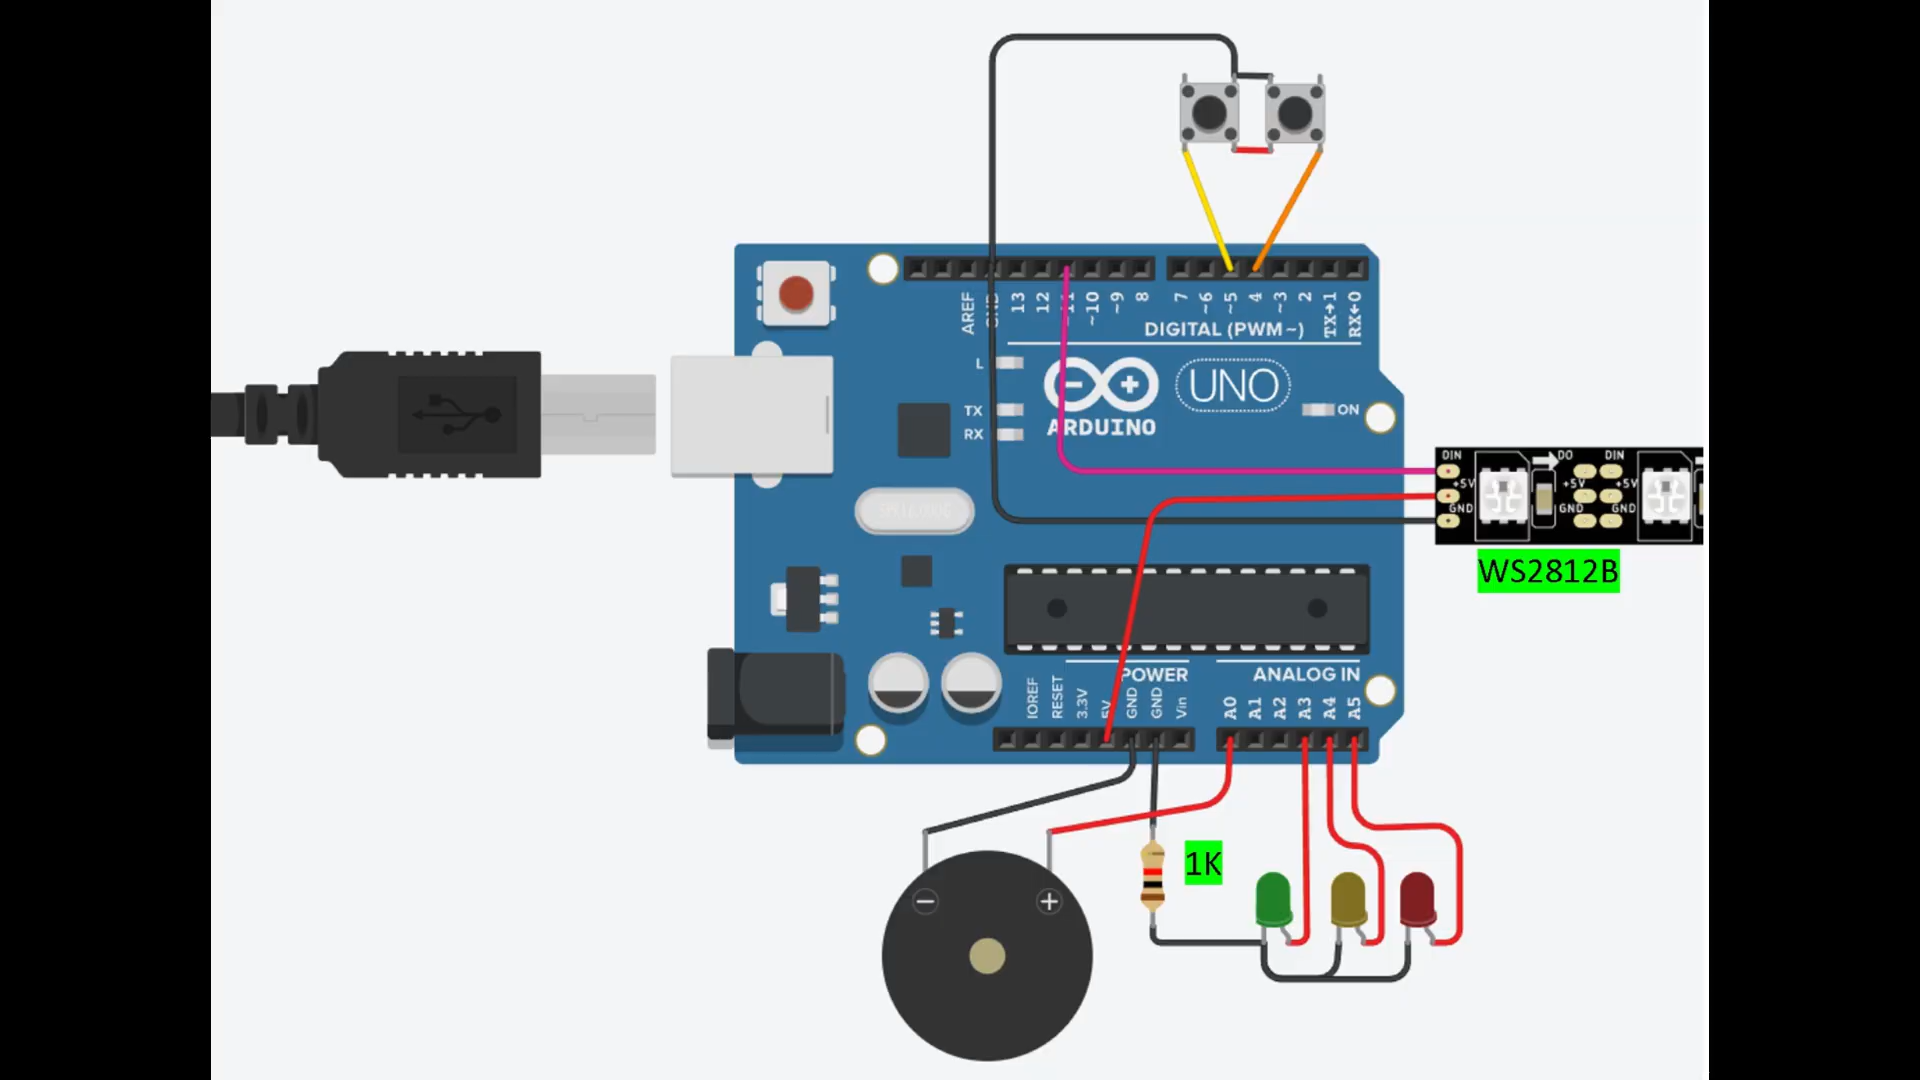 AREF
GND
13
12
~11
~10
~9
8
7
~6
~5
4
~3
2
TX→1
RX←0
DIGITAL (PWM ~)
L
TX
RX
ARDUINO
UNO
ON
DIN
+5V
GND
DO
+5V
GND
DIN
+5V
GND
WS2812B
IOREF
RESET
3.3V
5V
GND
GND
Vin
POWER
ANALOG IN
A0
A1
A2
A3
A4
A5
1K